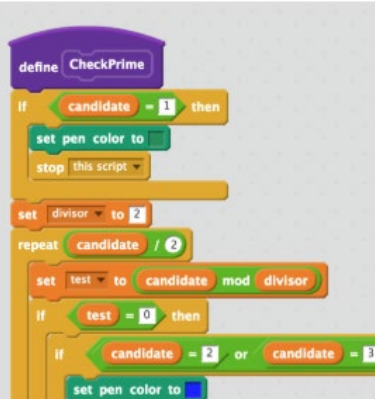 define CheckPrime
If candidate = 1 then
set pen color to
stop this script
set divisor to 2
repeat candidate / 2
set test to candidate mod divisor
If test = 0 then
if candidate = 2 or candidate = 3
set pen color to